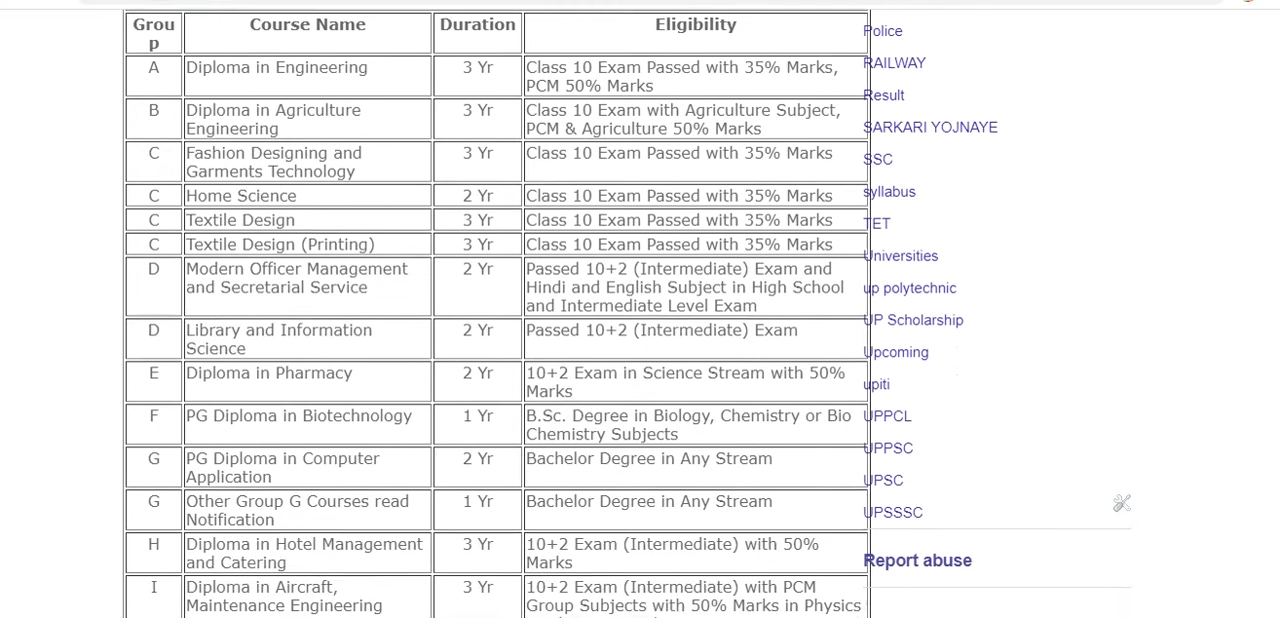 Grou
p
Course Name
Duration
Eligibility
A
Diploma in Engineering
3 Yr
Class 10 Exam Passed with 35% Marks,
PCM 50% Marks
B
Diploma in Agriculture
Engineering
3 Yr
Class 10 Exam with Agriculture Subject,
PCM & Agriculture 50% Marks
C
Fashion Designing and
Garments Technology
3 Yr
Class 10 Exam Passed with 35% Marks
C
Home Science
2 Yr
Class 10 Exam Passed with 35% Marks
C
Textile Design
3 Yr
Class 10 Exam Passed with 35% Marks
C
Textile Design (Printing)
3 Yr
Class 10 Exam Passed with 35% Marks
D
Modern Officer Management
and Secretarial Service
2 Yr
Passed 10+2 (Intermediate) Exam and
Hindi and English Subject in High School
and Intermediate Level Exam
D
Library and Information
Science
2 Yr
Passed 10+2 (Intermediate) Exam
E
Diploma in Pharmacy
2 Yr
10+2 Exam in Science Stream with 50%
Marks
F
PG Diploma in Biotechnology
1 Yr
B.Sc. Degree in Biology, Chemistry or Bio
Chemistry Subjects
G
PG Diploma in Computer
Application
2 Yr
Bachelor Degree in Any Stream
G
Other Group G Courses read
Notification
1 Yr
Bachelor Degree in Any Stream
H
Diploma in Hotel Management
and Catering
3 Yr
10+2 Exam (Intermediate) with 50%
Marks
I
Diploma in Aircraft,
Maintenance Engineering
3 Yr
10+2 Exam (Intermediate) with PCM
Group Subjects with 50% Marks in Physics
Police
RAILWAY
Result
SARKARI YOJNAYE
SSC
syllabus
TET
Universities
up polytechnic
UP Scholarship
Upcoming
upiti
UPPCL
UPPSC
UPSC
UPSSSC
Report abuse